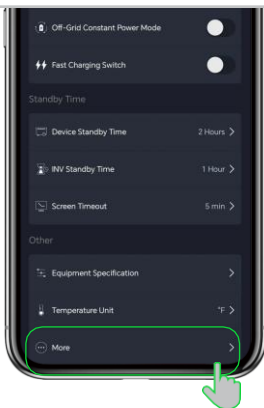 Off-Grid Constant Power Mode
Fast Charging Switch
Standby Time
Device Standby Time 2 Hours
INV Standby Time 1 Hour
Screen Timeout 5 min
Other
Equipment Specification
Temperature Unit °F
More